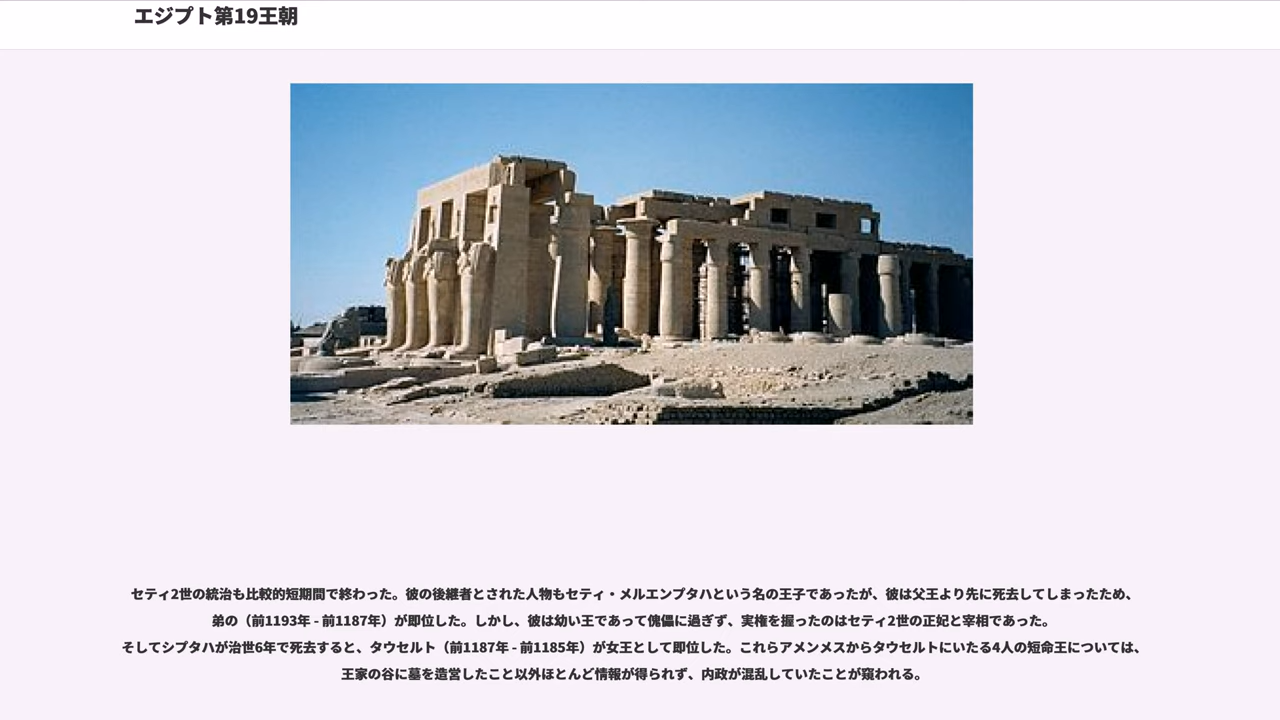 エジプト第19王朝
セティ2世の統治も比較的短期間で終わった。彼の後継者とされた人物もセティ・メルエンプタハという名の王子であったが、彼は父王より先に死去してしまったため、
弟の（前1193年 - 前1187年）が即位した。しかし、彼は幼い王であって傀儡に過ぎず、実権を握ったのはセティ2世の正妃と宰相であった。
そしてシプタハが治世6年で死去すると、タウセルト（前1187年 - 前1185年）が女王として即位した。これらアメンメスからタウセルトにいたる4人の短命王については、
王家の谷に墓を造営したこと以外ほとんど情報が得られず、内政が混乱していたことが窺われる。